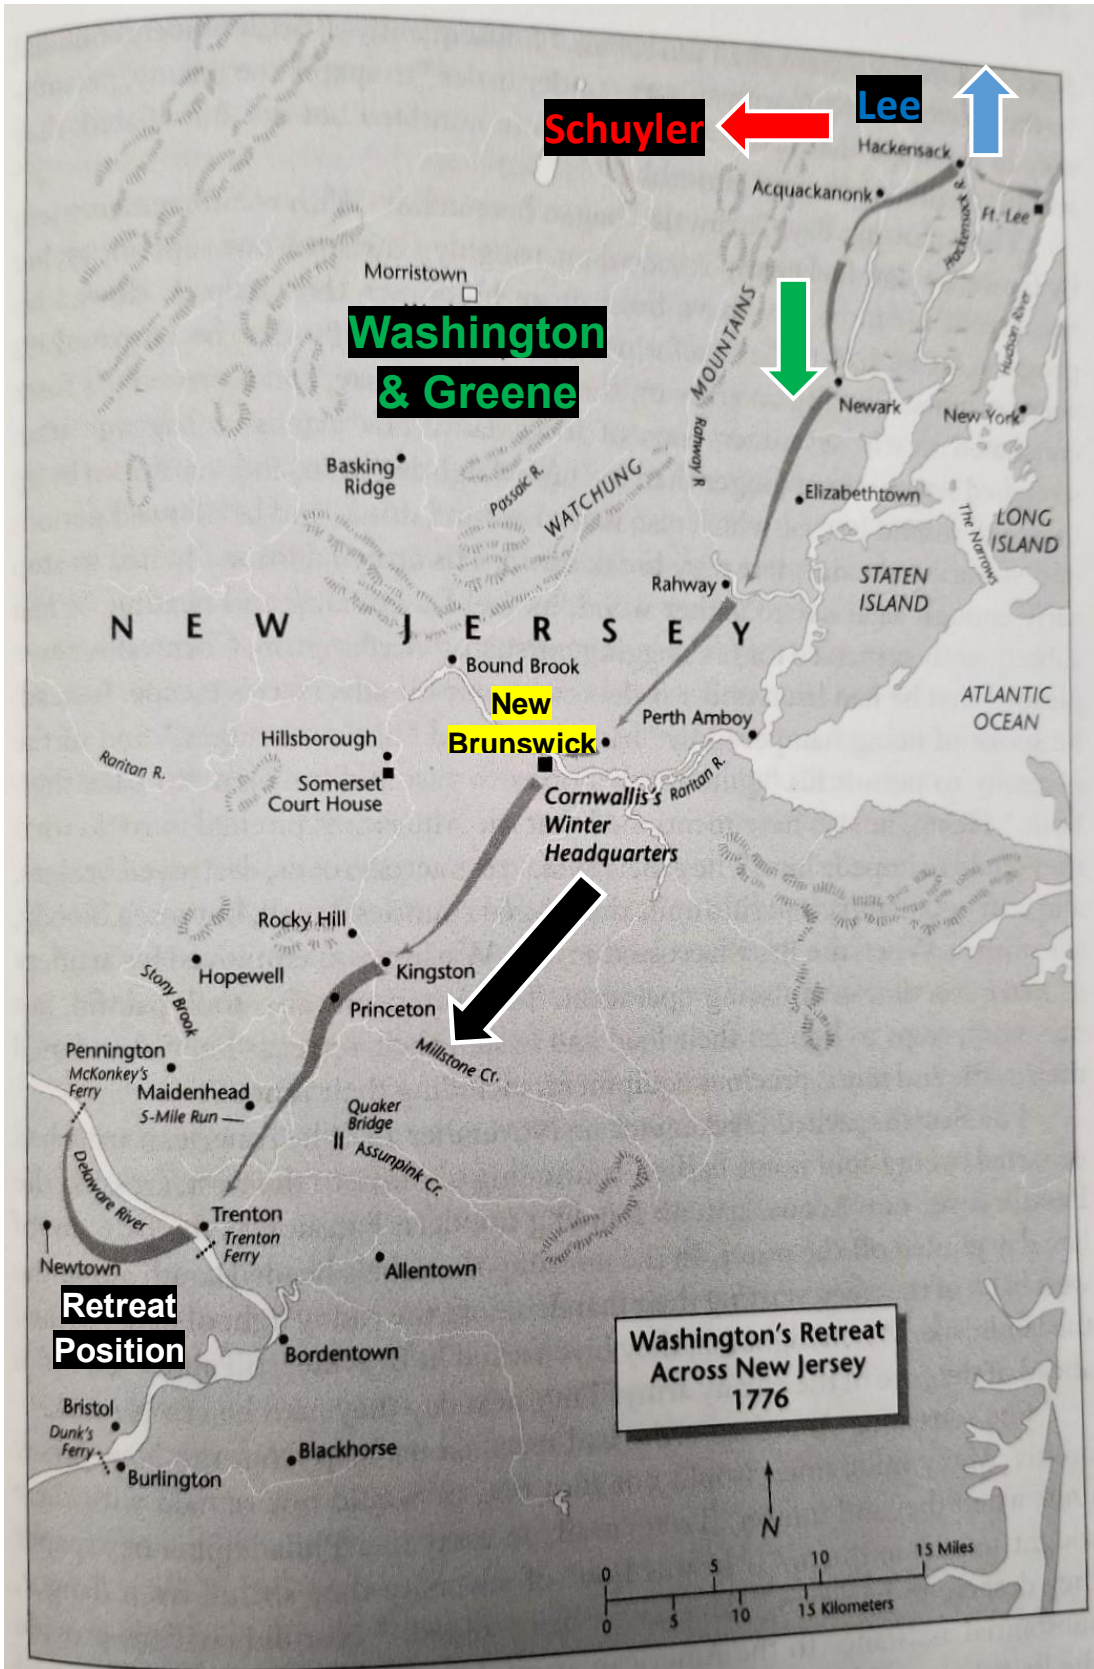 Schuyler
Lee
Hackensack
Acquackanonk
Hackensack R.
Ft. Lee
Morristown
Washington
& Greene
MOUNTAINS
Hudson River
Newark
New York
Rahway R
Basking
Ridge
Passaic R.
WATCHUNG
Elizabethtown
The Narrows
LONG
ISLAND
STATEN
ISLAND
Rahway
NEW JERSEY
Bound Brook
New
Brunswick
Perth Amboy
ATLANTIC
OCEAN
Hillsborough
Raritan R.
Somerset
Court House
Raritan R.
Cornwallis's
Winter
Headquarters
Rocky Hill
Hopewell
Kingston
Stony Brook
Princeton
Millstone Cr.
Pennington
McKonkey's
Ferry
Maidenhead
5-Mile Run
Quaker
Bridge
Assunpink Cr.
Delaware River
Trenton
Trenton
Ferry
Newtown
Allentown
Retreat
Position
Bordentown
Washington's Retreat
Across New Jersey
1776
Bristol
Dunk's
Ferry
Burlington
Blackhorse
N
0 5 10 15 Miles
0 5 10 15 Kilometers